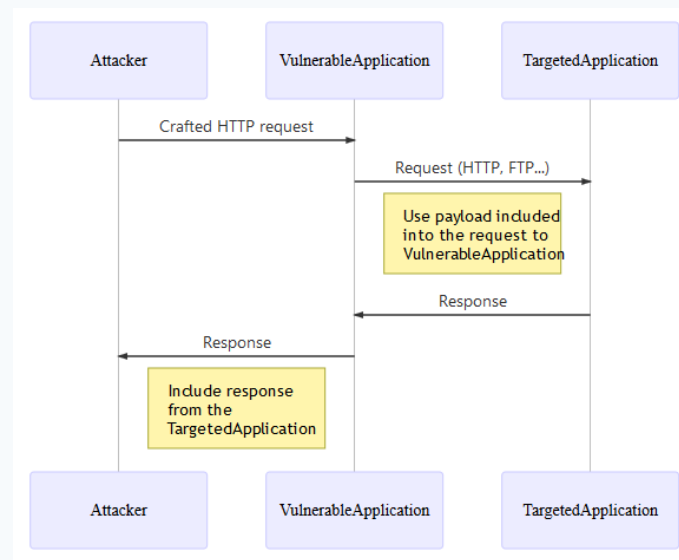 Attacker
VulnerableApplication
TargetedApplication
Crafted HTTP request
Request (HTTP, FTP...)
Use payload included
into the request to
VulnerableApplication
Response
Response
Include response
from the
TargetedApplication
Attacker
VulnerableApplication
TargetedApplication